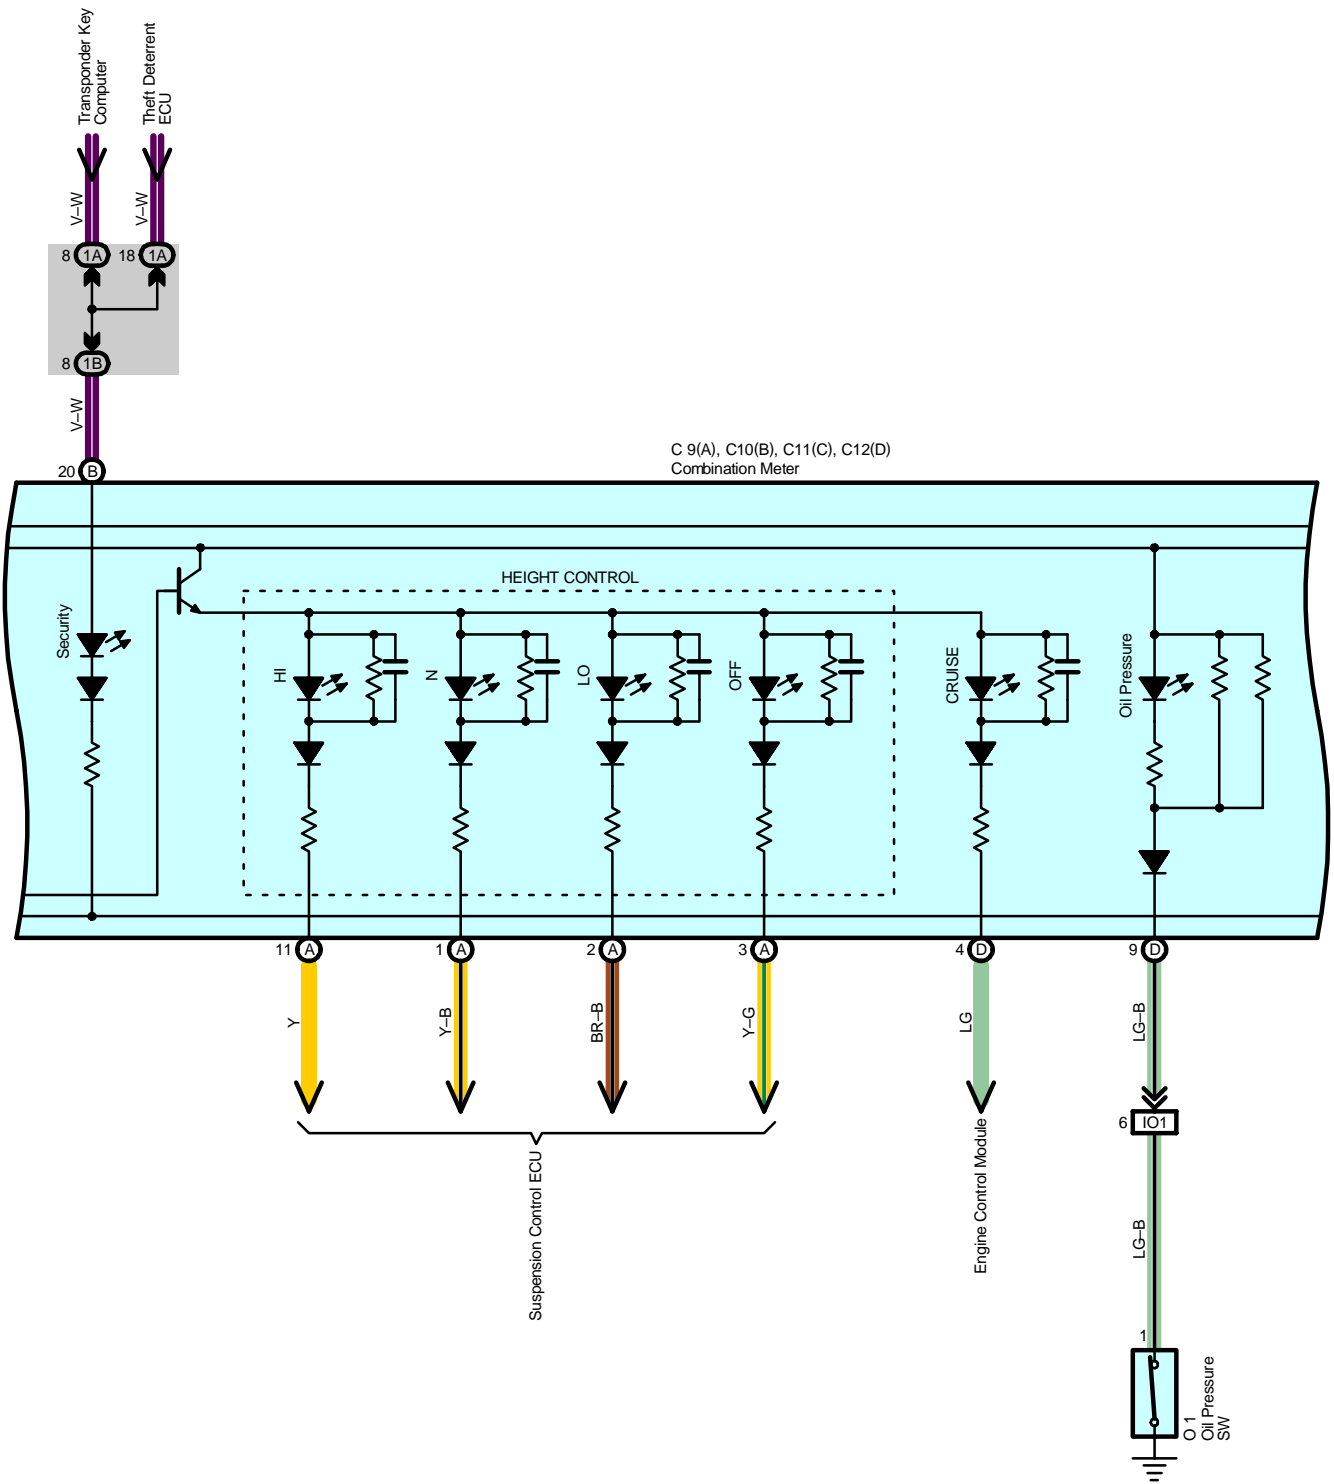 Transponder Key
Computer
Theft Deterrent
ECU
V–W
V–W
8 1A
18 1A
8 1B
V–W
20 B
C 9(A), C10(B), C11(C), C12(D)
Combination Meter
HEIGHT CONTROL
Security
HI
N
LO
OFF
CRUISE
Oil Pressure
11 A
1 A
2 A
3 A
4 D
9 D
Y
Y–B
BR–B
Y–G
LG
LG–B
6 IO1
Suspension Control ECU
Engine Control Module
LG–B
1
O 1
Oil Pressure
SW